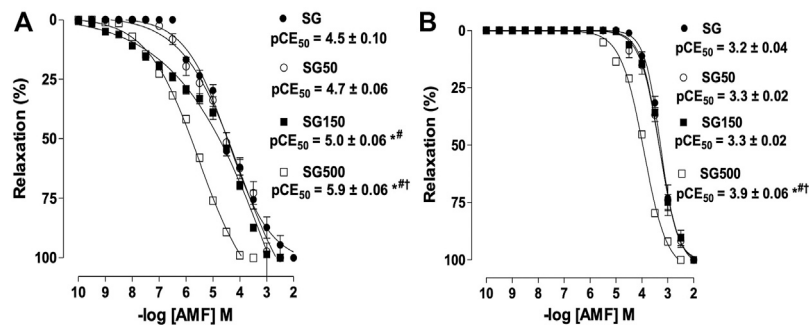 A
0
25
50
75
100
Relaxation (%)
10 9 8 7 6 5 4 3 2
-log [AMF] M
SG
pCE50 = 4.5 ± 0.10
SG50
pCE50 = 4.7 ± 0.06
SG150
pCE50 = 5.0 ± 0.06 *#
SG500
pCE50 = 5.9 ± 0.06 *#†
B
0
25
50
75
100
Relaxation (%)
10 9 8 7 6 5 4 3 2
-log [AMF] M
SG
pCE50 = 3.2 ± 0.04
SG50
pCE50 = 3.3 ± 0.02
SG150
pCE50 = 3.3 ± 0.02
SG500
pCE50 = 3.9 ± 0.06 *#†